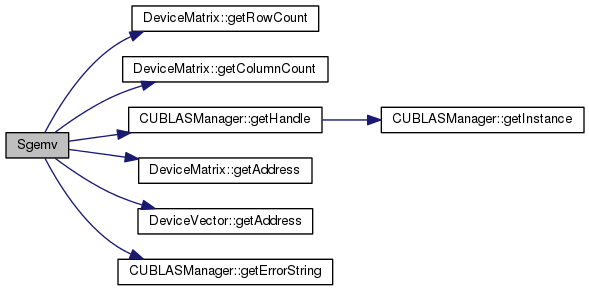 DeviceMatrix::getRowCount
DeviceMatrix::getColumnCount
Sgemv
CUBLASManager::getHandle
CUBLASManager::getInstance
DeviceMatrix::getAddress
DeviceVector::getAddress
CUBLASManager::getErrorString